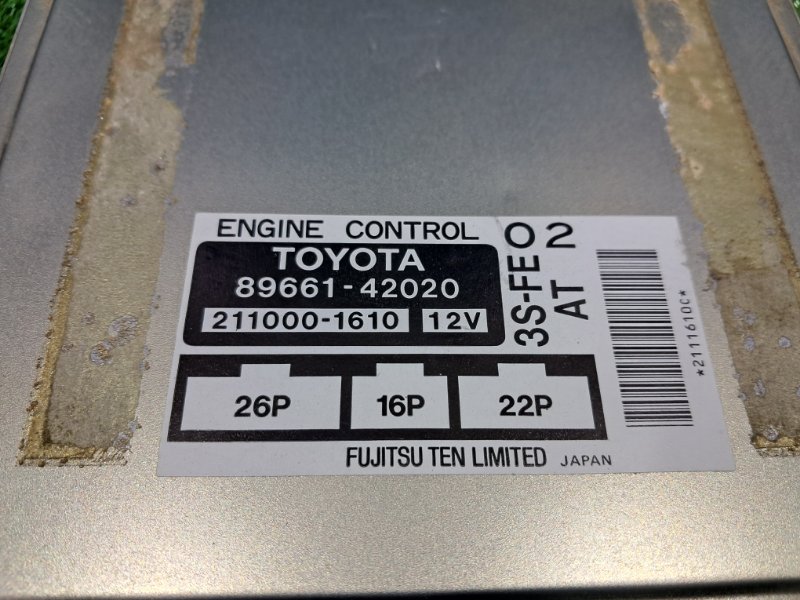 ENGINE CONTROL
TOYOTA
89661-42020
211000-1610 12V
3S-FE 02
AT
*2111610C*
26P 16P 22P
FUJITSU TEN LIMITED JAPAN